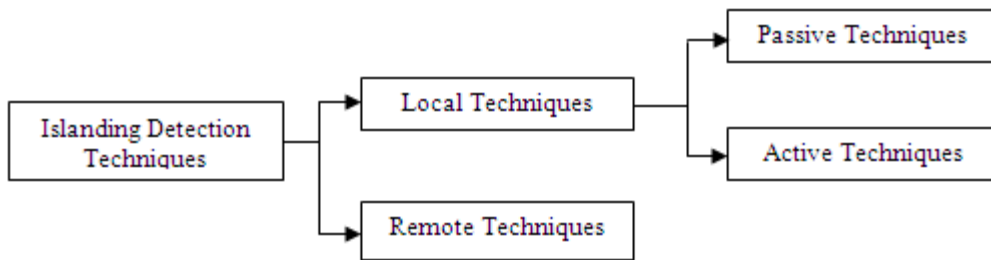 Passive Techniques
Local Techniques
Islanding Detection
Techniques
Active Techniques
Remote Techniques